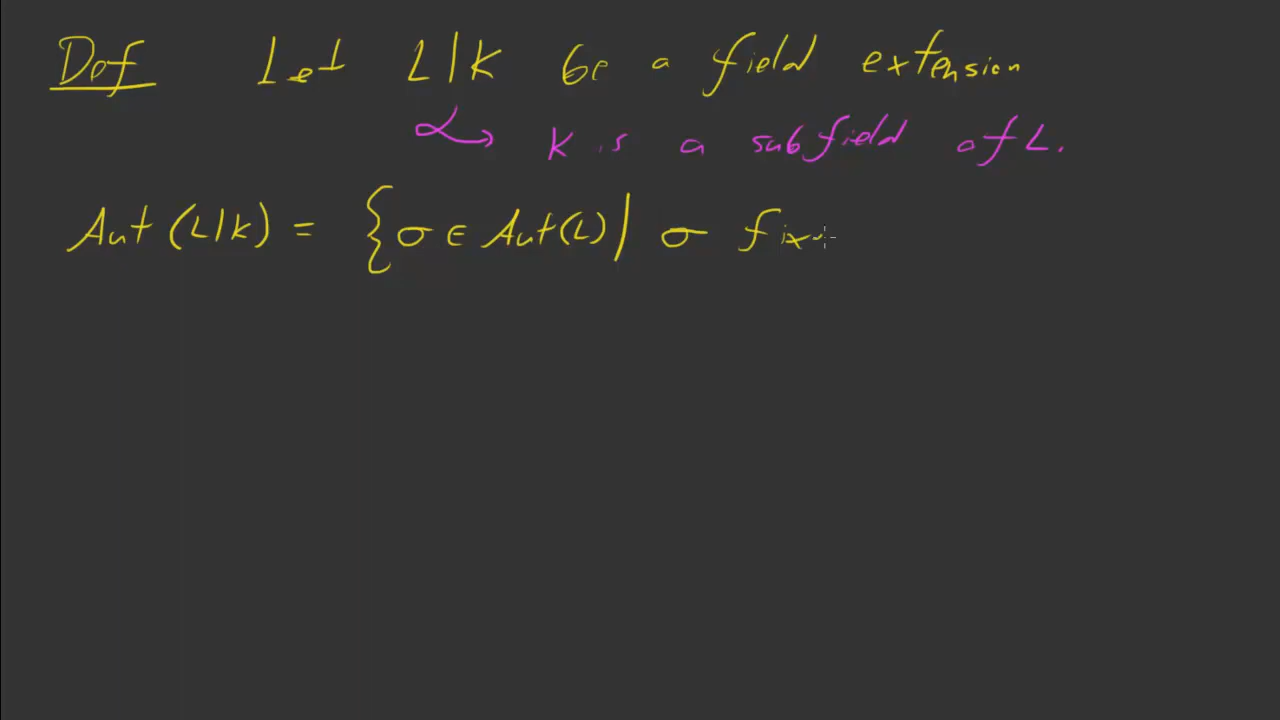 Def Let L|K be a field extension
K is a subfield of L.
Aut (L|K) = { σ ∈ Aut(L) | σ fix